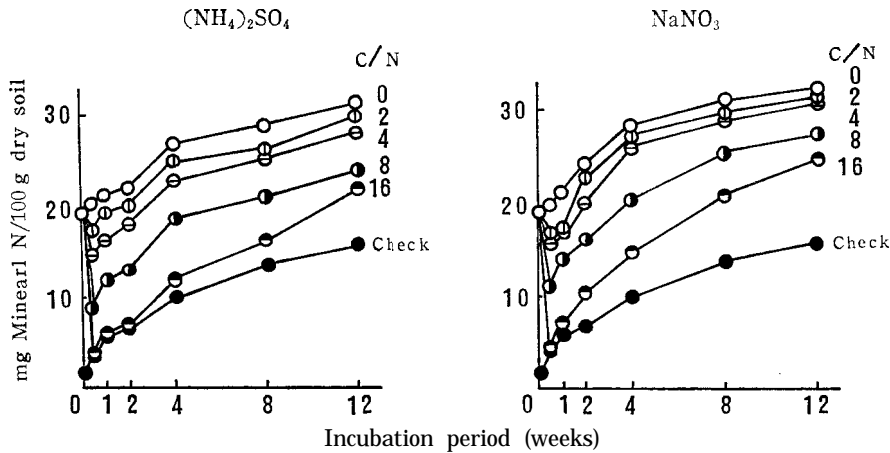 (NH₄)₂SO₄
NaNO₃
C/N
0
2
4
8
16
C/N
0
2
4
8
16
Check
mg Minearl N/100 g dry soil
30
20
10
30
20
10
0 1 2 4 8 12
0 1 2 4 8 12
Incubation period (weeks)